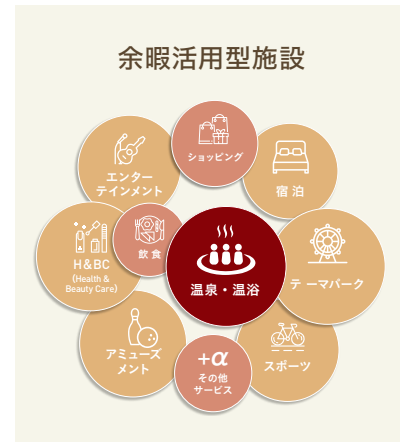 余暇活用型施設
ショッピング
エンター
テインメント
宿泊
飲食
H&BC
(Health &
Beauty Care)
温泉・温浴
テーマパーク
アミューズ
メント
+α
その他
サービス
スポーツ